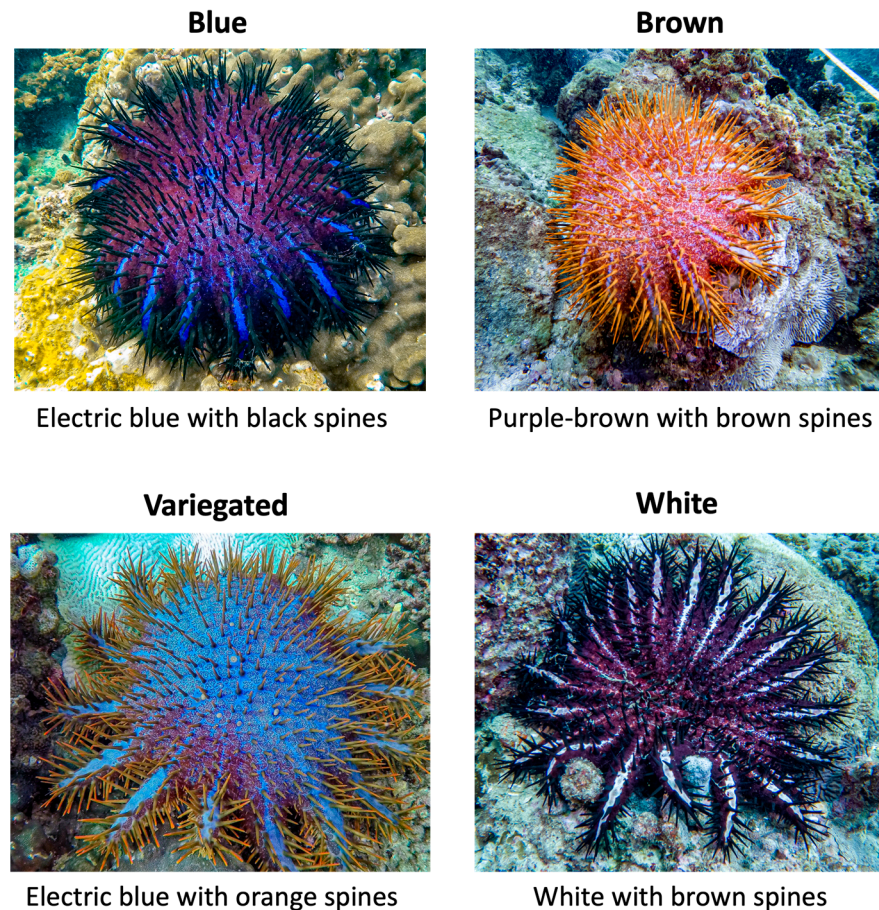 Blue
Brown
Electric blue with black spines
Purple-brown with brown spines
Variegated
White
Electric blue with orange spines
White with brown spines